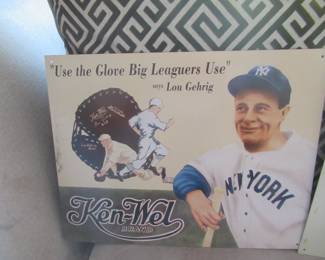 "Use the Glove Big Leaguers Use"
says Lou Gehrig
NY
NEW YORK
Ken-Wel
BRAND